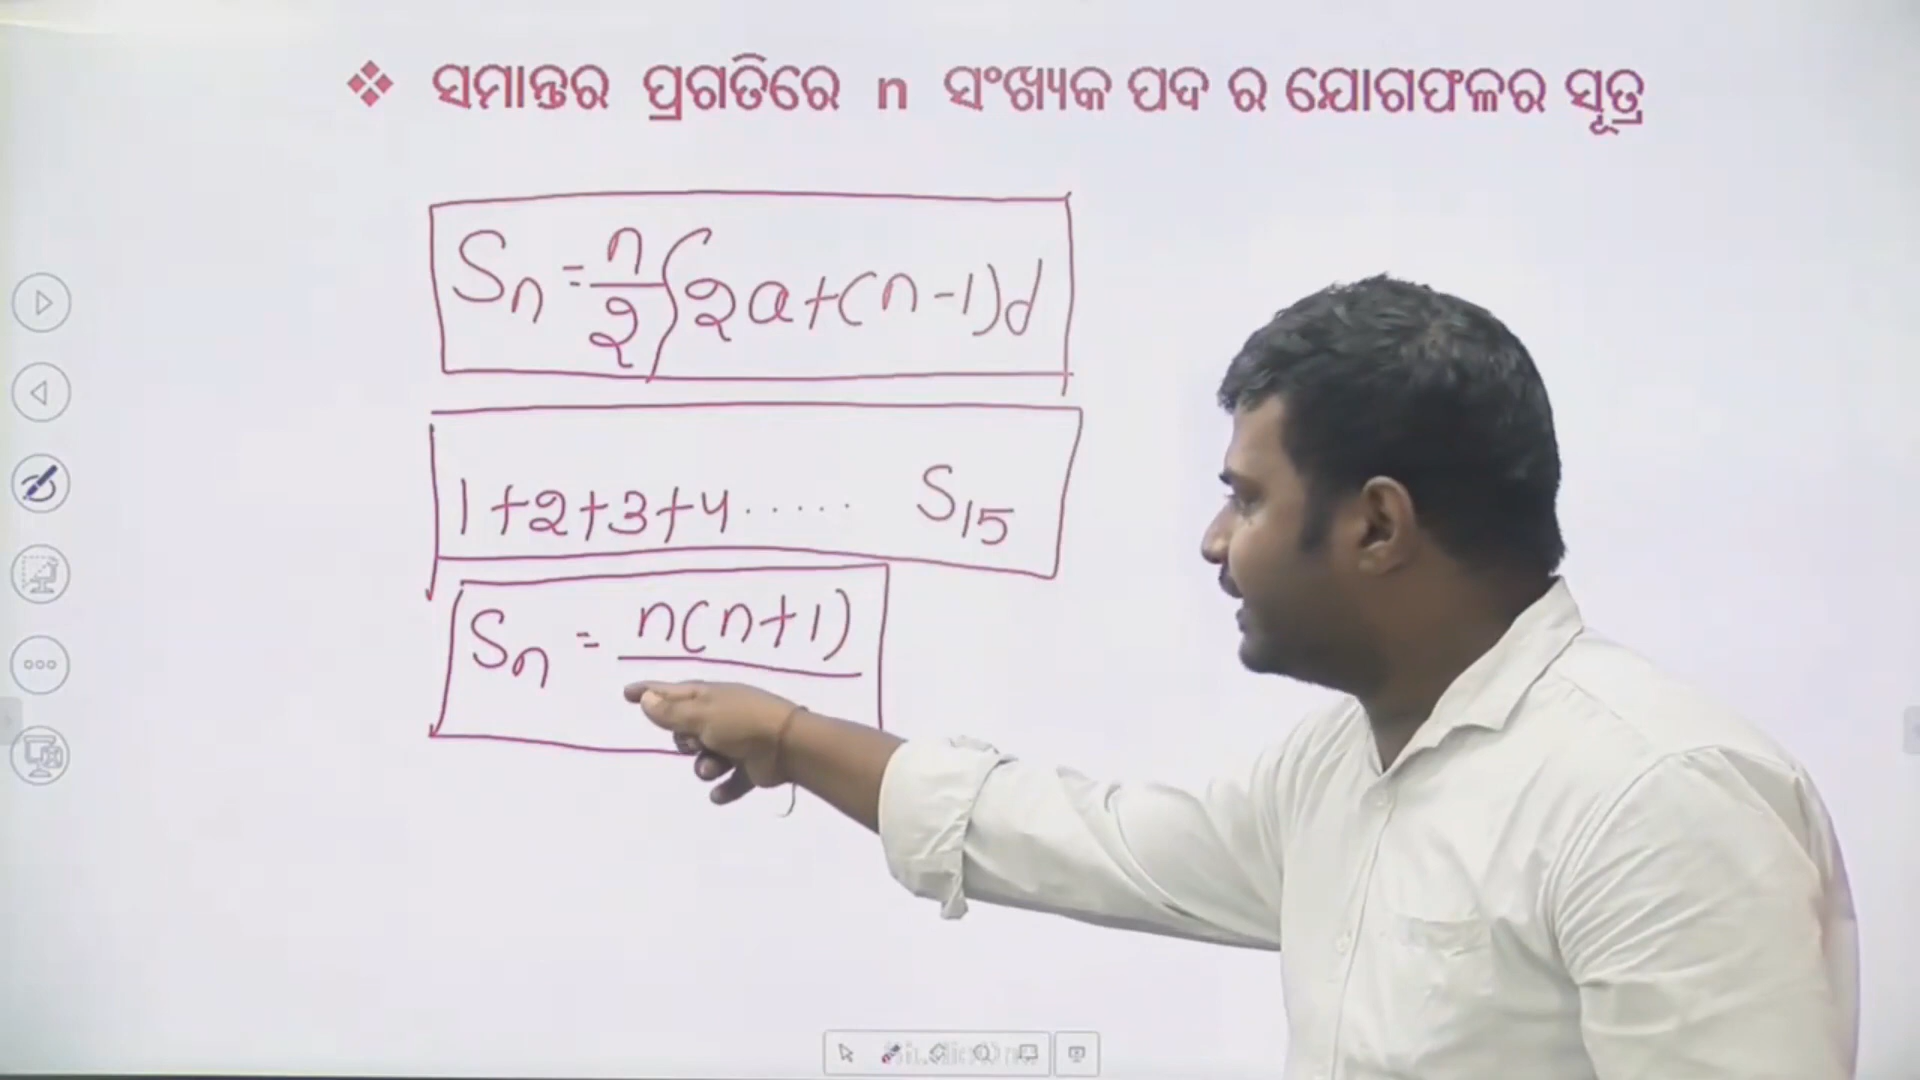 ❖ ସମାନ୍ତର ପ୍ରଗତିରେ n ସଂଖ୍ୟକ ପଦ ର ଯୋଗଫଳର ସୂତ୍ର
Sn = n/2 (2a+(n-1)d
1+2+3+4..... S15
Sn = n(n+1)